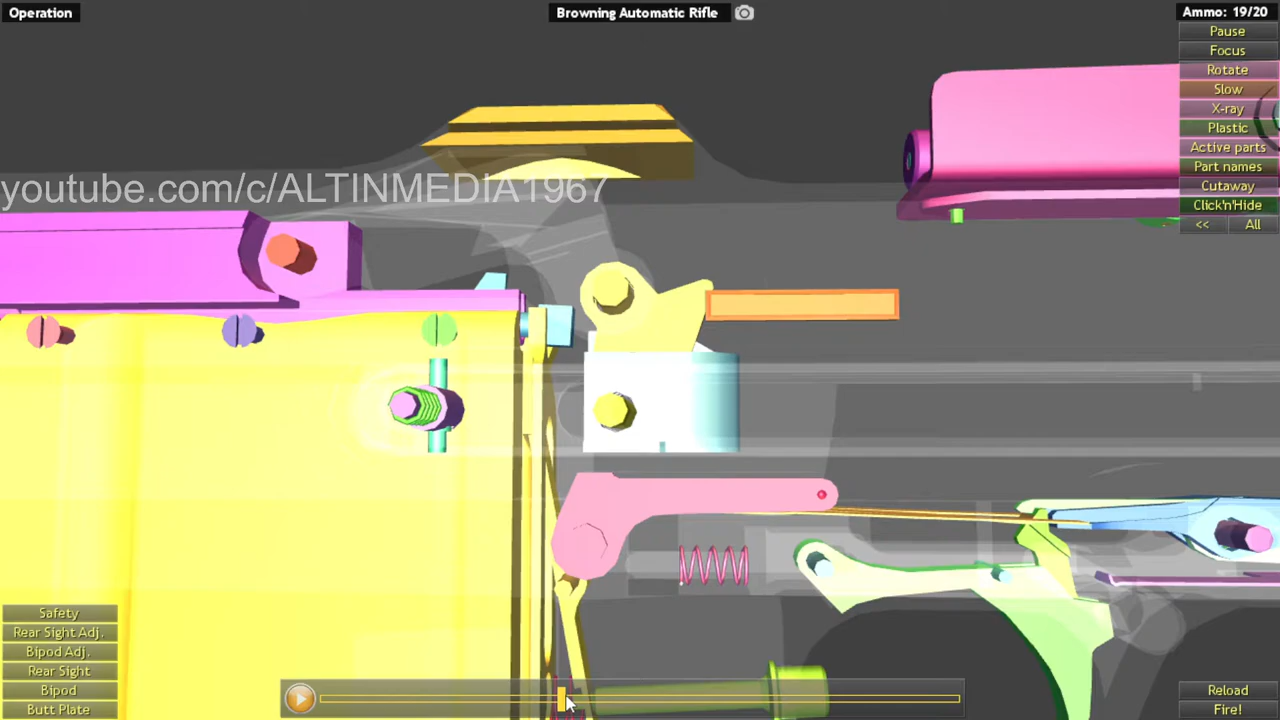 Operation
Browning Automatic Rifle
Ammo: 19/20
Pause
Focus
Rotate
Slow
X-ray
Plastic
Active parts
Part names
Cutaway
Click'n'Hide
<< All
youtube.com/c/ALTINMEDIA1967
Safety
Rear Sight Adj.
Bipod Adj.
Rear Sight
Bipod
Butt Plate
Reload
Fire!